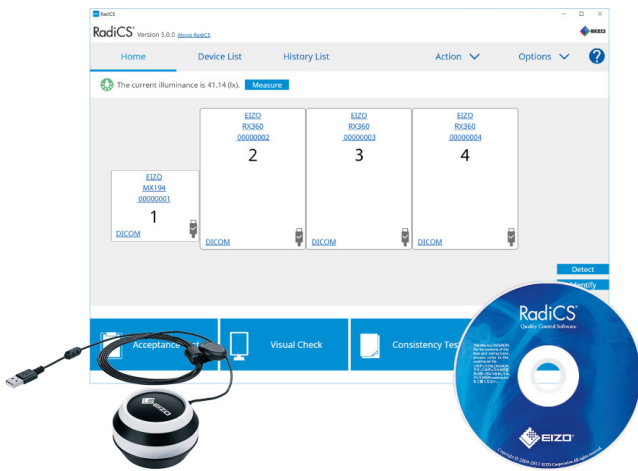 RadiCS
RadiCS® Version 5.0.0 About RadiCS
EIZO
Home Device List History List Action Options ?
The current illuminance is 41.14 (lx). Measure
EIZO
MX194
00000001
1
DICOM
EIZO
RX360
00000002
2
DICOM
EIZO
RX360
00000003
3
DICOM
EIZO
RX360
00000004
4
DICOM
Detect
Acceptance
Visual Check
Consistency Tes
EIZO
RadiCS®
Quality Control Software
EIZO